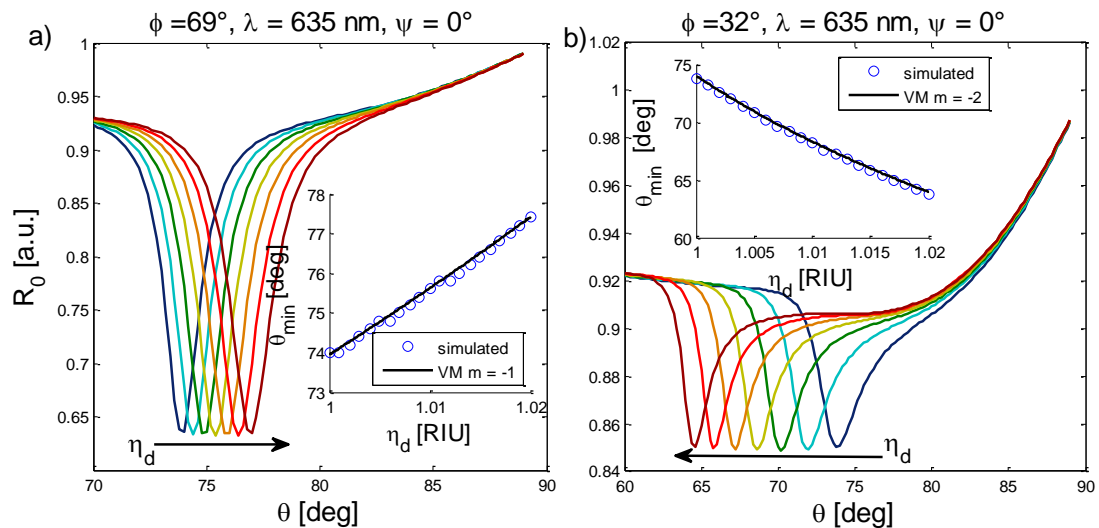 a)
ϕ =69°, λ = 635 nm, ψ = 0°
R0 [a.u.]
1
0.95
0.9
0.85
0.8
0.75
0.7
0.65
70
75
80
85
90
θ [deg]
ηd
θmin [deg]
78
77
76
75
74
73
1
1.01
1.02
ηd [RIU]
simulated
VM m = -1
b)
ϕ =32°, λ = 635 nm, ψ = 0°
1.02
1
0.98
0.96
0.94
0.92
0.9
0.88
0.86
0.84
60
65
70
75
80
85
90
θ [deg]
ηd
θmin [deg]
75
70
65
60
1
1.005
1.01
1.015
1.02
ηd [RIU]
simulated
VM m = -2